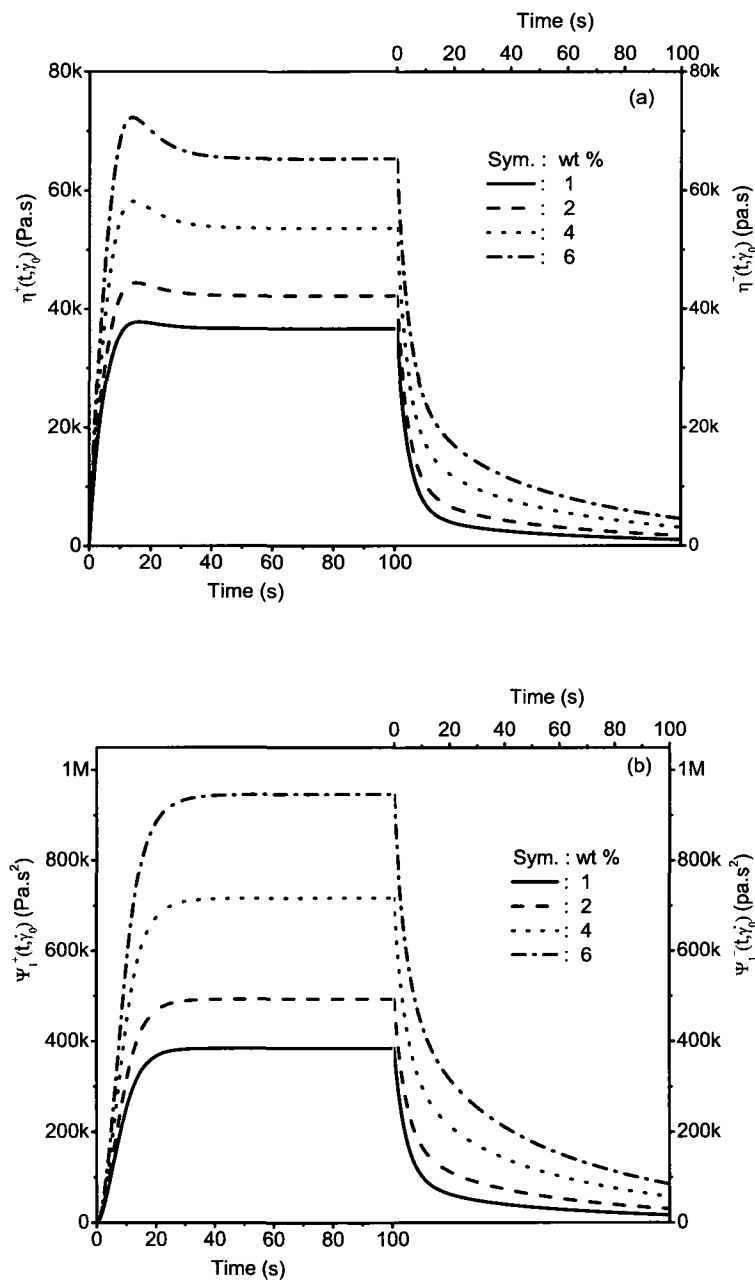 Time (s)
0 20 40 60 80 100
80k 80k
(a)
Sym. : wt %
: 1
: 2
: 4
: 6
60k 60k
40k 40k
20k 20k
0 0
η⁺(t,γ̇₀) (Pa.s)
η⁻(t,γ̇₀) (pa.s)
0 20 40 60 80 100
Time (s)
Time (s)
0 20 40 60 80 100
1M 1M
(b)
Sym. : wt %
: 1
: 2
: 4
: 6
800k 800k
600k 600k
400k 400k
200k 200k
0 0
Ψ₁⁺(t,γ̇₀) (Pa.s²)
Ψ₁⁻(t,γ̇₀) (pa.s²)
0 20 40 60 80 100
Time (s)